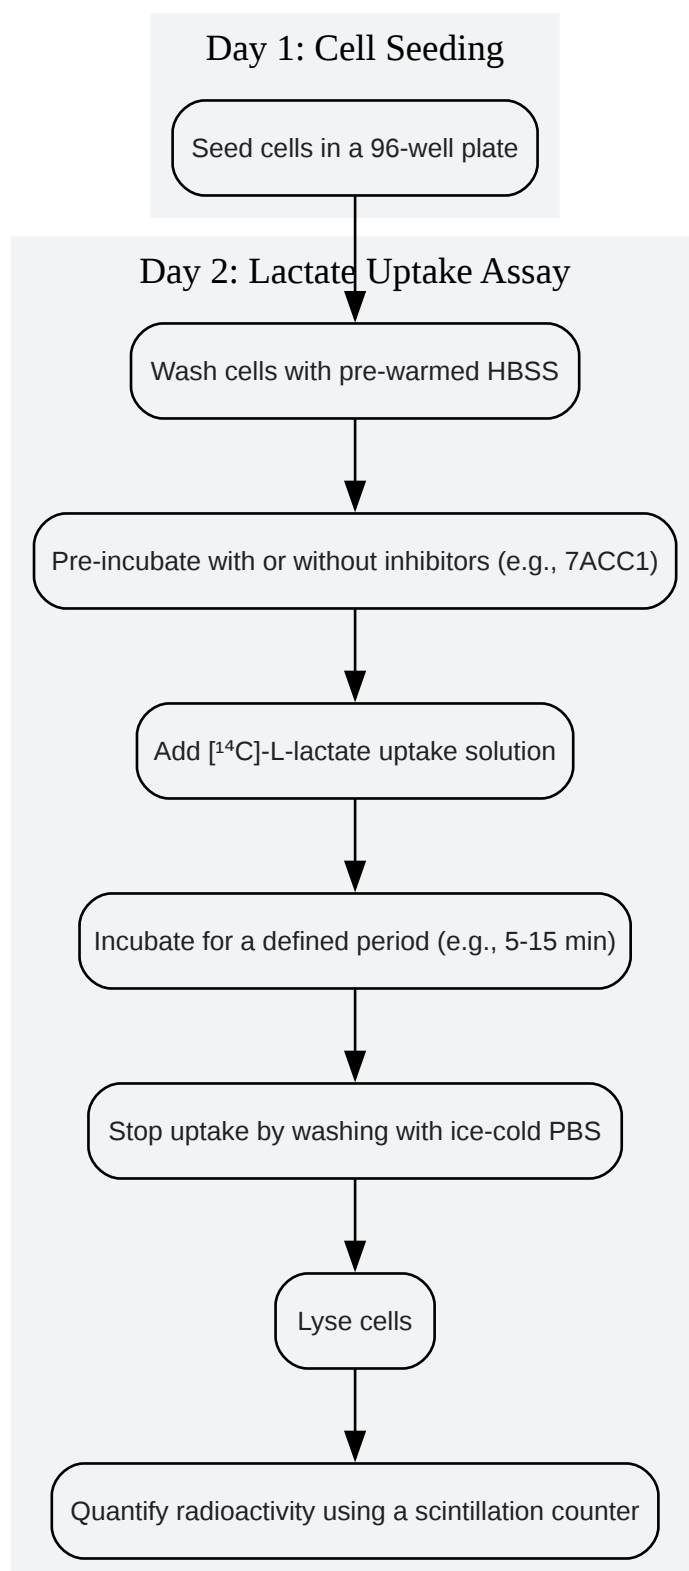 Day 1: Cell Seeding
Seed cells in a 96-well plate
Day 2: Lactate Uptake Assay
Wash cells with pre-warmed HBSS
Pre-incubate with or without inhibitors (e.g., 7ACC1)
Add [¹⁴C]-L-lactate uptake solution
Incubate for a defined period (e.g., 5-15 min)
Stop uptake by washing with ice-cold PBS
Lyse cells
Quantify radioactivity using a scintillation counter